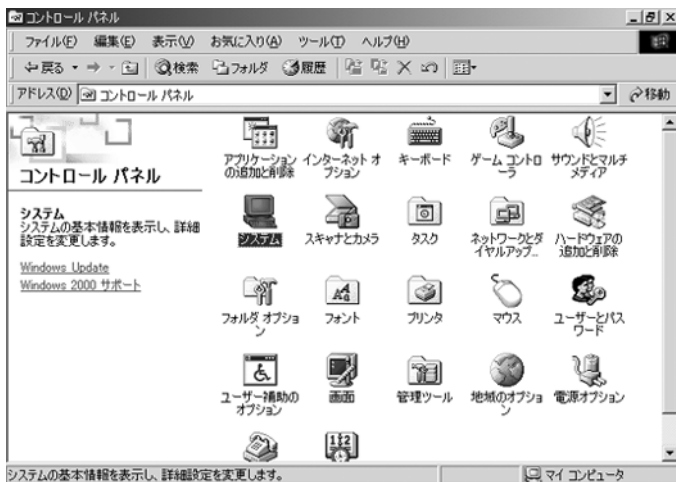 コントロール パネル
ファイル(F) 編集(E) 表示(V) お気に入り(A) ツール(T) ヘルプ(H)
戻る 検索 フォルダ 履歴
アドレス(D) コントロール パネル 移動
コントロール パネル
システム
システムの基本情報を表示し、詳細
設定を変更します。
Windows Update
Windows 2000 サポート
アプリケーション
の追加と削除
インターネット オ
プション
キーボード
ゲーム コントロ
ーラ
サウンドとマルチ
メディア
システム
スキャナとカメラ
タスク
ネットワークとダ
イヤルアップ...
ハードウェアの
追加と削除
フォルダ オプショ
ン
フォント
プリンタ
マウス
ユーザーとパス
ワード
ユーザー補助の
オプション
画面
管理ツール
地域のオプショ
ン
電源オプション
システムの基本情報を表示し、詳細設定を変更します。 マイ コンピュータ